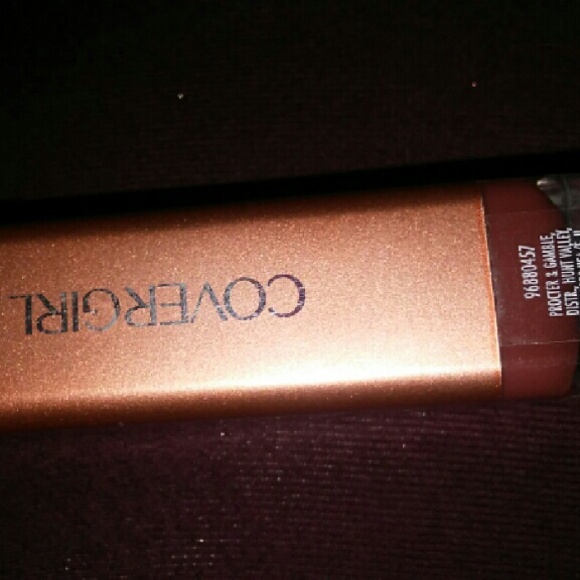 COVERGIRL
96880457
PROCTER & GAMBLE,
DISTR., HUNT VALLEY,